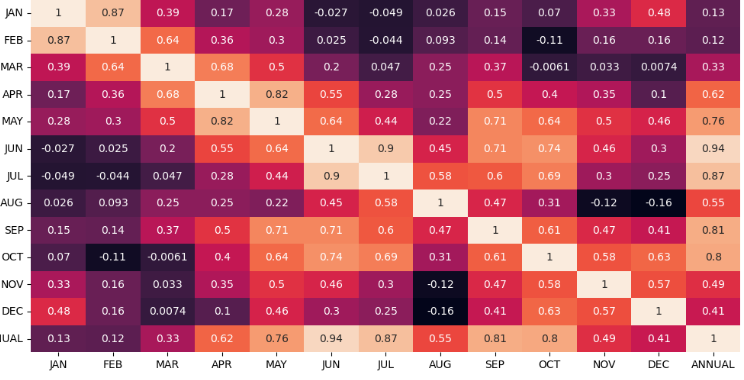 JAN 1 0.87 0.39 0.17 0.28 -0.027 -0.049 0.026 0.15 0.07 0.33 0.48 0.13
FEB 0.87 1 0.64 0.36 0.3 0.025 -0.044 0.093 0.14 -0.11 0.16 0.16 0.12
MAR 0.39 0.64 1 0.68 0.5 0.2 0.047 0.25 0.37 -0.0061 0.033 0.0074 0.33
APR 0.17 0.36 0.68 1 0.82 0.55 0.28 0.25 0.5 0.4 0.35 0.1 0.62
MAY 0.28 0.3 0.5 0.82 1 0.64 0.44 0.22 0.71 0.64 0.5 0.46 0.76
JUN -0.027 0.025 0.2 0.55 0.64 1 0.9 0.45 0.71 0.74 0.46 0.3 0.94
JUL -0.049 -0.044 0.047 0.28 0.44 0.9 1 0.58 0.6 0.69 0.3 0.25 0.87
AUG 0.026 0.093 0.25 0.25 0.22 0.45 0.58 1 0.47 0.31 -0.12 -0.16 0.55
SEP 0.15 0.14 0.37 0.5 0.71 0.71 0.6 0.47 1 0.61 0.47 0.41 0.81
OCT 0.07 -0.11 -0.0061 0.4 0.64 0.74 0.69 0.31 0.61 1 0.58 0.63 0.8
NOV 0.33 0.16 0.033 0.35 0.5 0.46 0.3 -0.12 0.47 0.58 1 0.57 0.49
DEC 0.48 0.16 0.0074 0.1 0.46 0.3 0.25 -0.16 0.41 0.63 0.57 1 0.41
NUAL 0.13 0.12 0.33 0.62 0.76 0.94 0.87 0.55 0.81 0.8 0.49 0.41 1
JAN FEB MAR APR MAY JUN JUL AUG SEP OCT NOV DEC ANNUAL